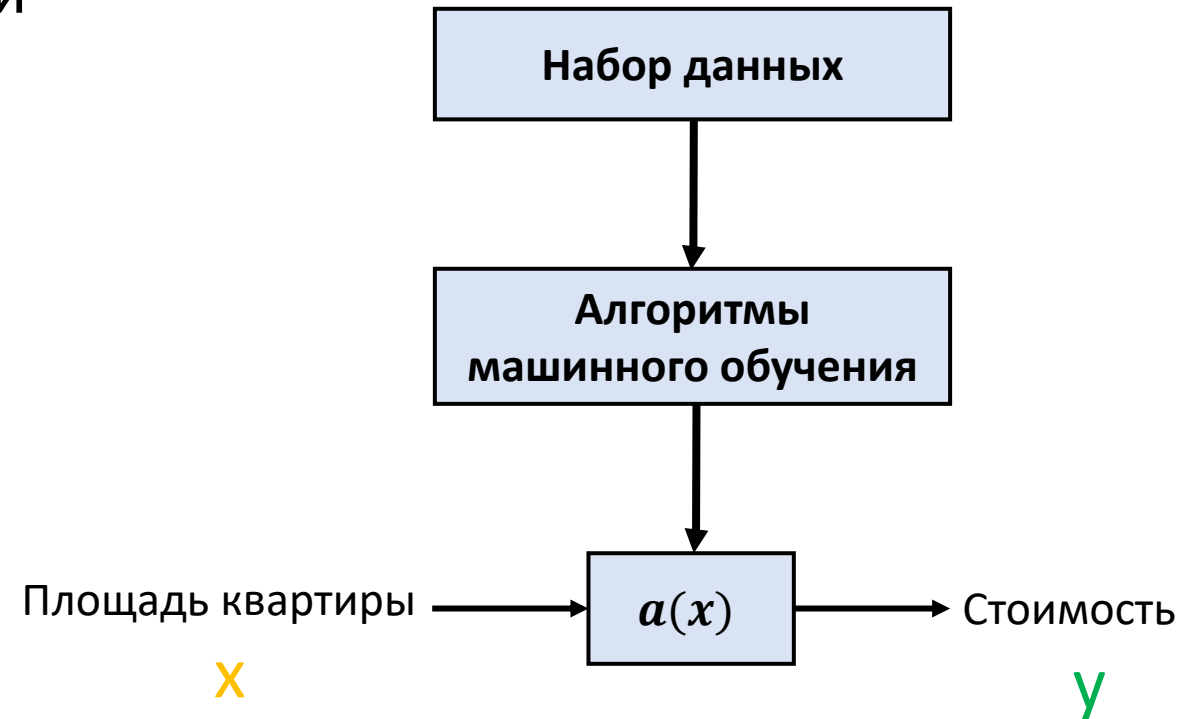 Набор данных
Алгоритмы
машинного обучения
Площадь квартиры
a(x)
Стоимость
x
y